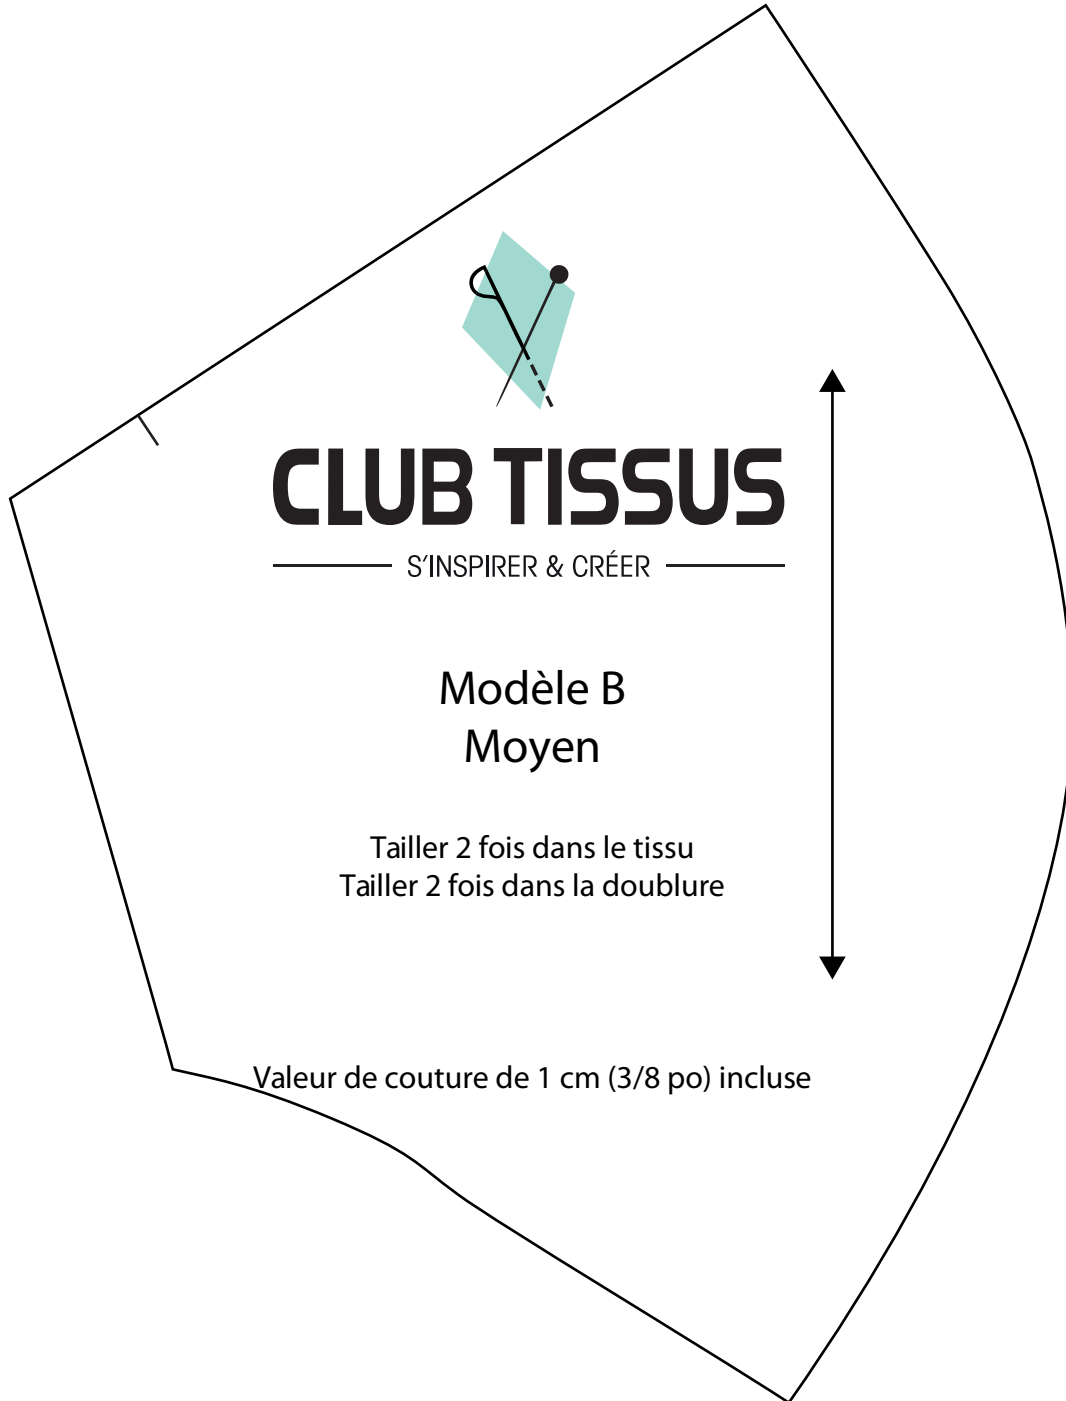 CLUB TISSUS
S'INSPIRER & CRÉER
Modèle B
Moyen
Tailler 2 fois dans le tissu
Tailler 2 fois dans la doublure
Valeur de couture de 1 cm (3/8 po) incluse